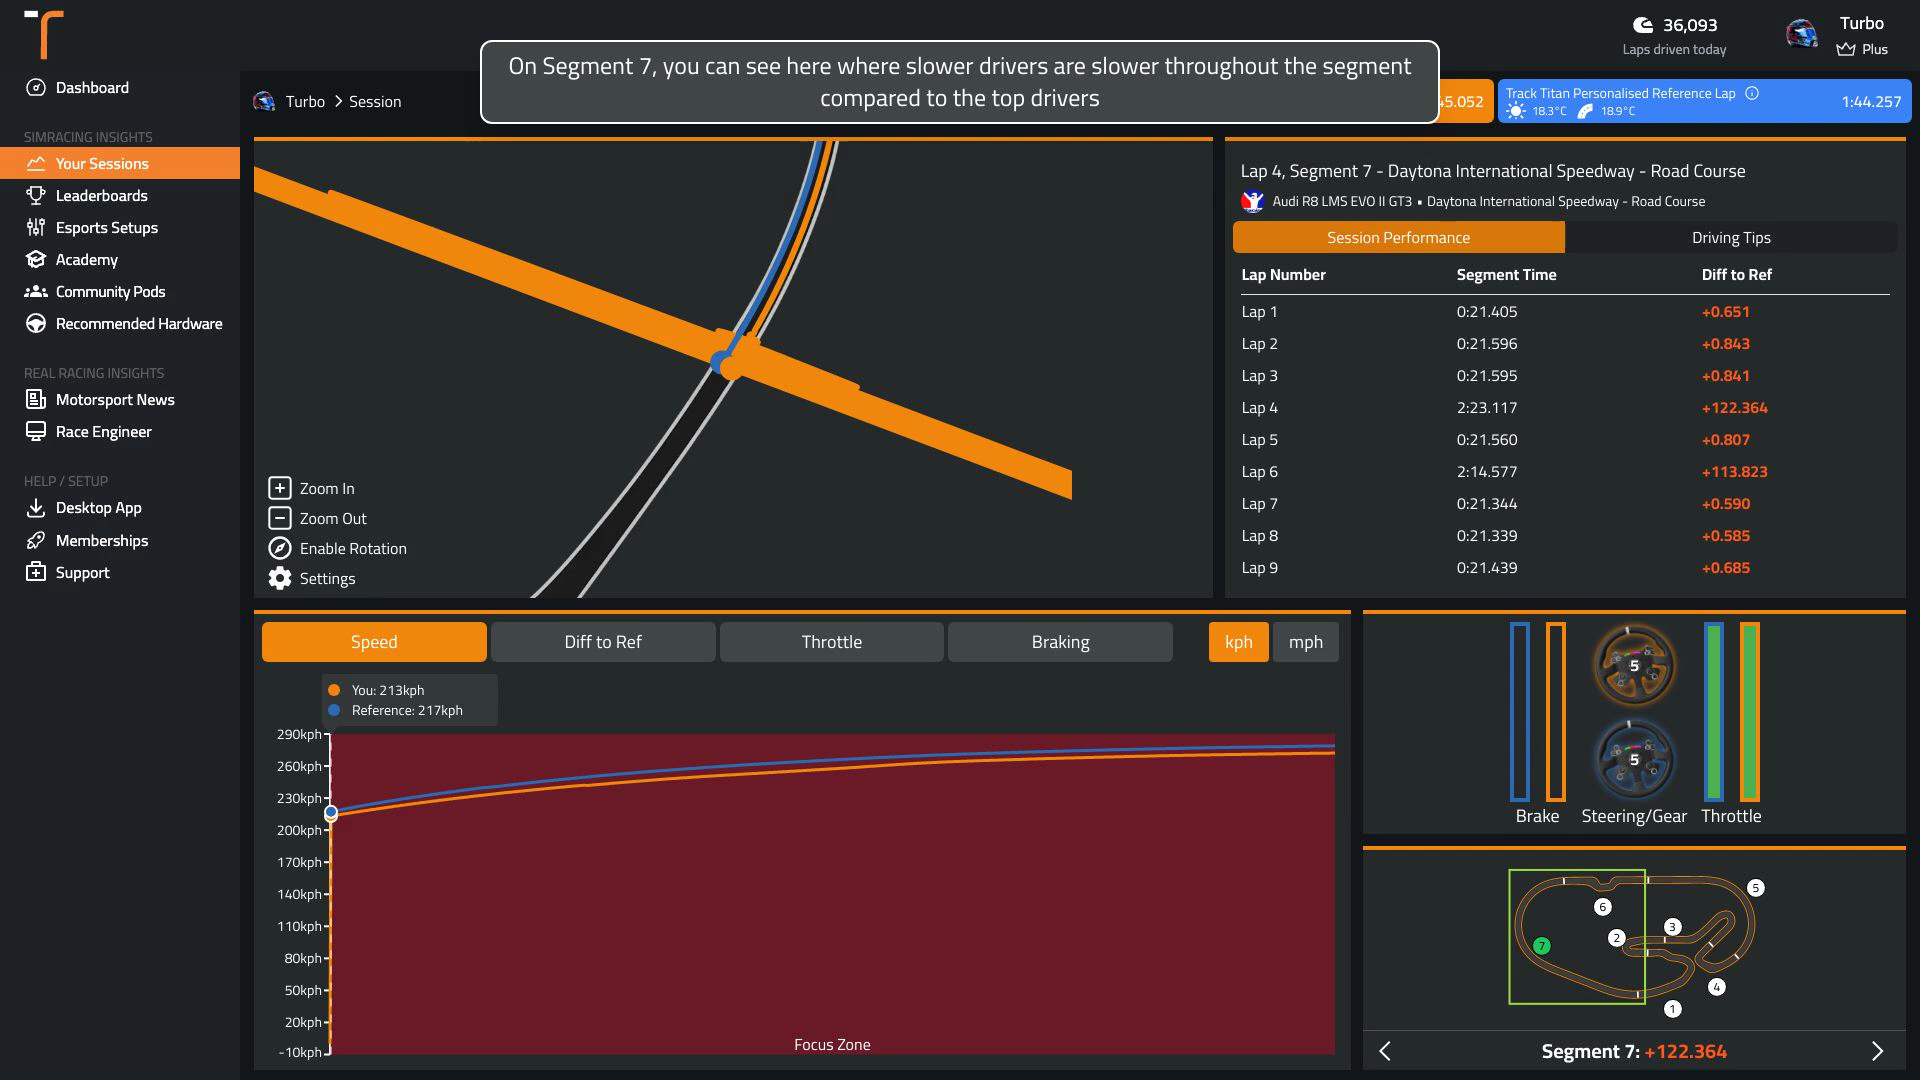 36,093
Laps driven today
Turbo
Plus
On Segment 7, you can see here where slower drivers are slower throughout the segment
compared to the top drivers
Dashboard
SIMRACING INSIGHTS
Your Sessions
Leaderboards
Esports Setups
Academy
Community Pods
Recommended Hardware
REAL RACING INSIGHTS
Motorsport News
Race Engineer
HELP / SETUP
Desktop App
Memberships
Support
Turbo > Session
45.052
Track Titan Personalised Reference Lap
18.3°C 18.9°C
1:44.257
Zoom In
Zoom Out
Enable Rotation
Settings
Lap 4, Segment 7 - Daytona International Speedway - Road Course
Audi R8 LMS EVO II GT3 • Daytona International Speedway - Road Course
Session Performance Driving Tips
Lap Number Segment Time Diff to Ref
Lap 1 0:21.405 +0.651
Lap 2 0:21.596 +0.843
Lap 3 0:21.595 +0.841
Lap 4 2:23.117 +122.364
Lap 5 0:21.560 +0.807
Lap 6 2:14.577 +113.823
Lap 7 0:21.344 +0.590
Lap 8 0:21.339 +0.585
Lap 9 0:21.439 +0.685
Speed Diff to Ref Throttle Braking kph mph
You: 213kph
Reference: 217kph
290kph
260kph
230kph
200kph
170kph
140kph
110kph
80kph
50kph
20kph
-10kph
Focus Zone
5
5
Brake Steering/Gear Throttle
5
6
3
2
7
4
1
Segment 7: +122.364